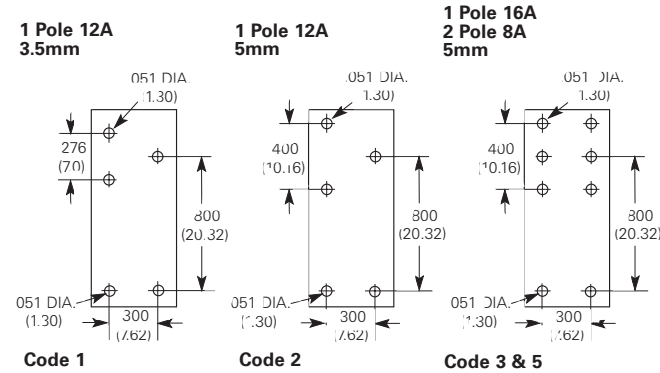 1 Pole 12A
3.5mm
051 DIA.
(1.30)
276
(7.0)
800
(20.32)
051 DIA.
(1.30)
300
(7.62)
Code 1
1 Pole 12A
5mm
.051 DIA.
1.30)
400
(10.16)
800
(20.32)
051 DIA.
(1.30)
300
(7.62)
Code 2
1 Pole 16A
2 Pole 8A
5mm
051 DIA.
1.30)
400
(10.16)
800
(20.32)
051 DIA.
(1.30)
300
(7.62)
Code 3 & 5